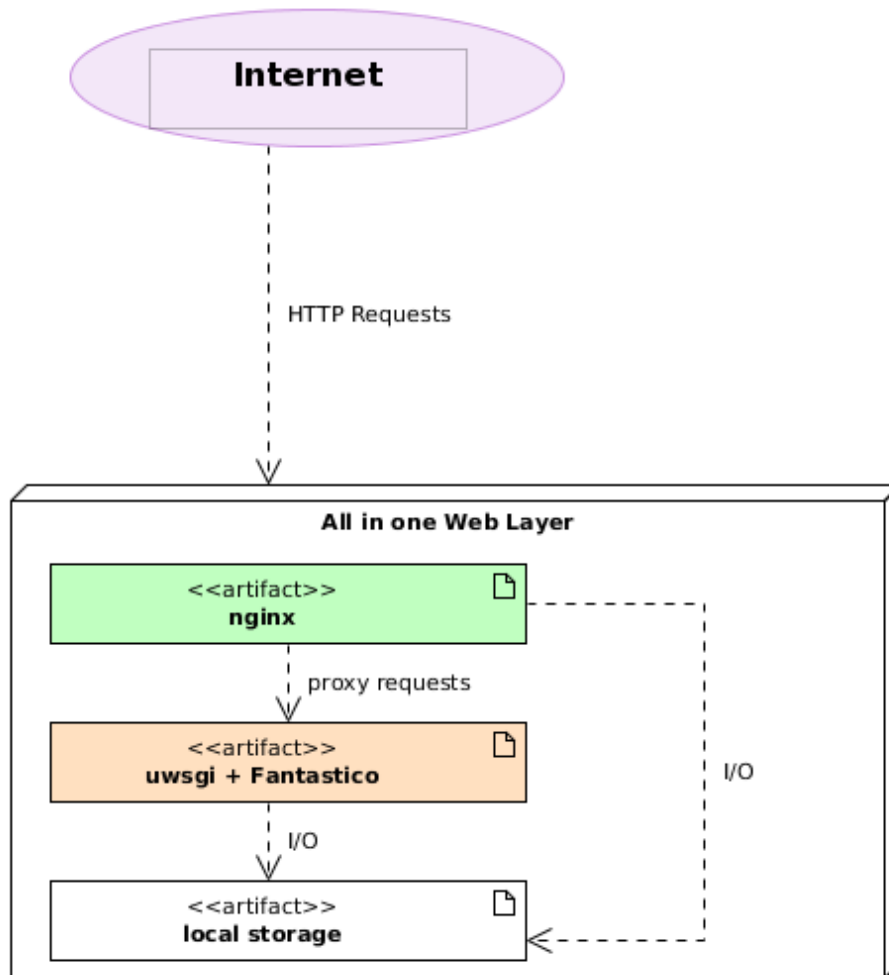 Internet
HTTP Requests
All in one Web Layer
<<artifact>>
nginx
proxy requests
<<artifact>>
uwsgi + Fantastico
I/O
I/O
<<artifact>>
local storage